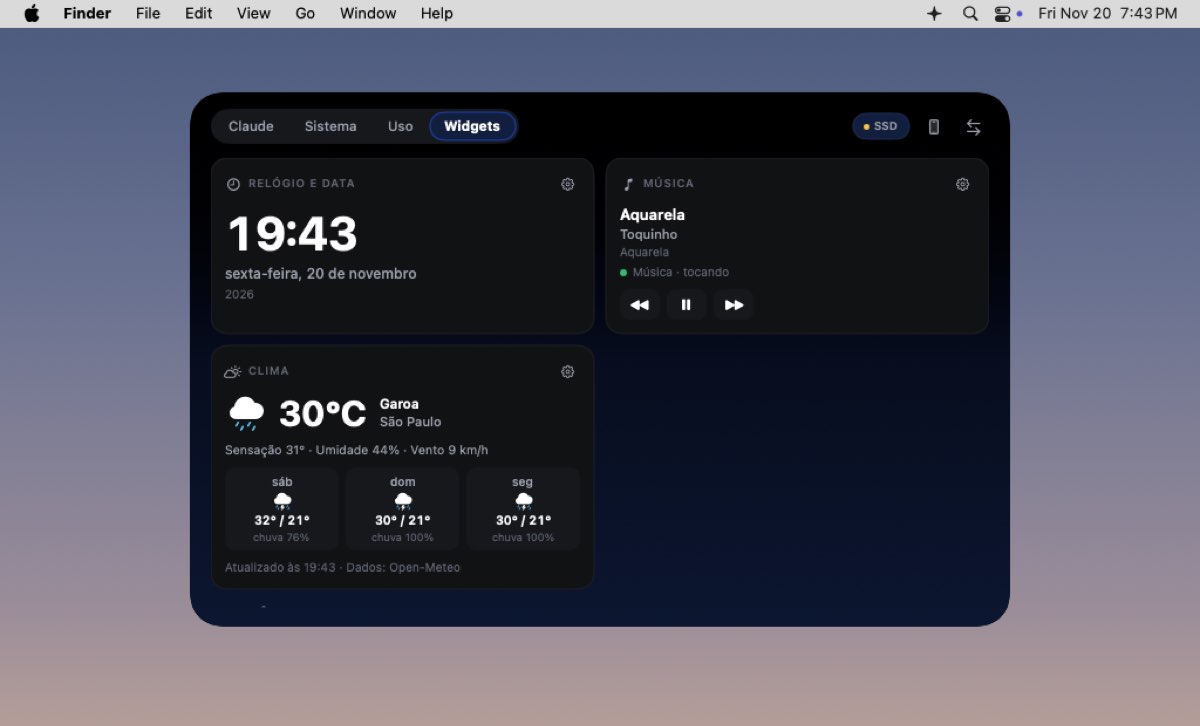 Finder File Edit View Go Window Help Fri Nov 20 7:43 PM
Claude Sistema Uso Widgets SSD
RELÓGIO E DATA
19:43
sexta-feira, 20 de novembro
2026
MÚSICA
Aquarela
Toquinho
Aquarela
Música · tocando
CLIMA
30°C
Garoa
São Paulo
Sensação 31° · Umidade 44% · Vento 9 km/h
sáb dom seg
32° / 21° 30° / 21° 30° / 21°
chuva 76% chuva 100% chuva 100%
Atualizado às 19:43 · Dados: Open-Meteo